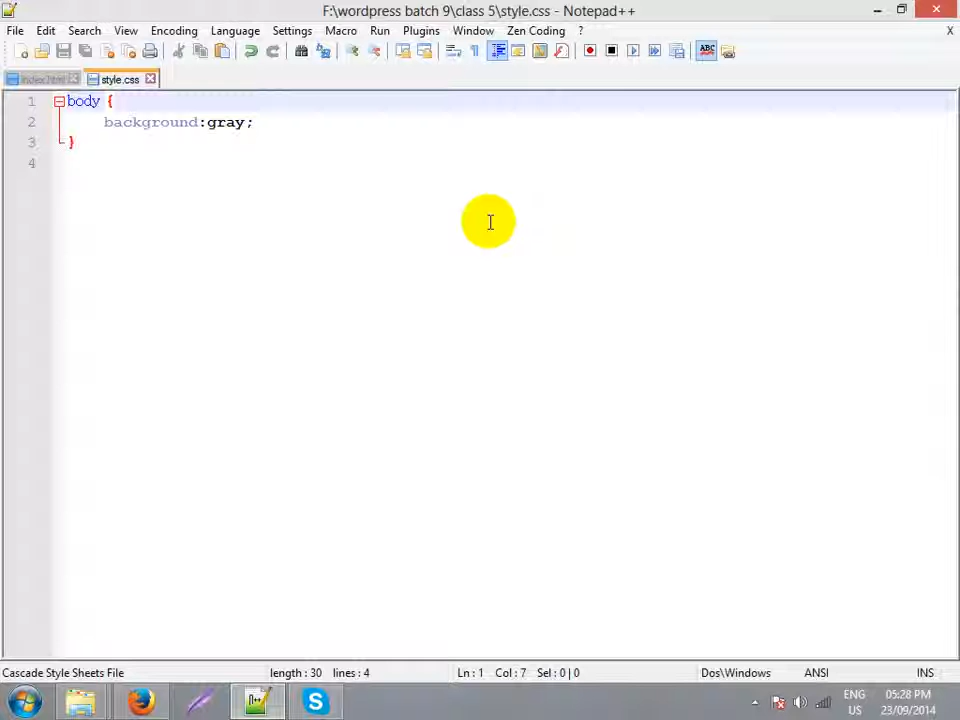 F:\wordpress batch 9\class 5\style.css - Notepad++
File Edit Search View Encoding Language Settings Macro Run Plugins Window Zen Coding ? X
index.html style.css
1 body {
2 background:gray;
3 }
4
Cascade Style Sheets File length : 30 lines : 4 Ln : 1 Col : 7 Sel : 0 | 0 Dos\Windows ANSI INS
ENG 05:28 PM
US 23/09/2014